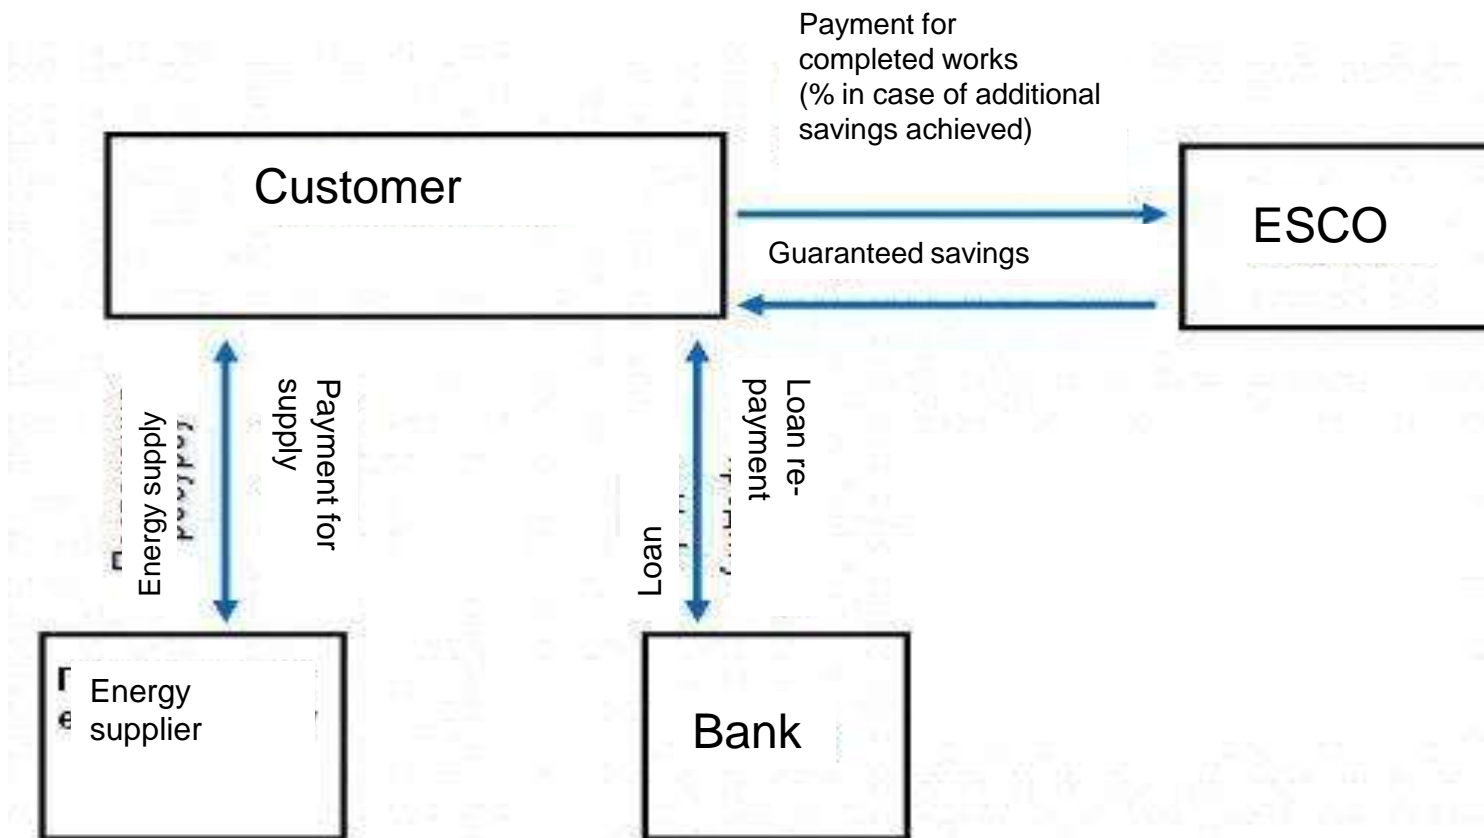 Payment for
completed works
(% in case of additional
savings achieved)
Customer
ESCO
Guaranteed savings
Energy supply
Payment for
supply
Loan
Loan re-
payment
Energy
supplier
Bank